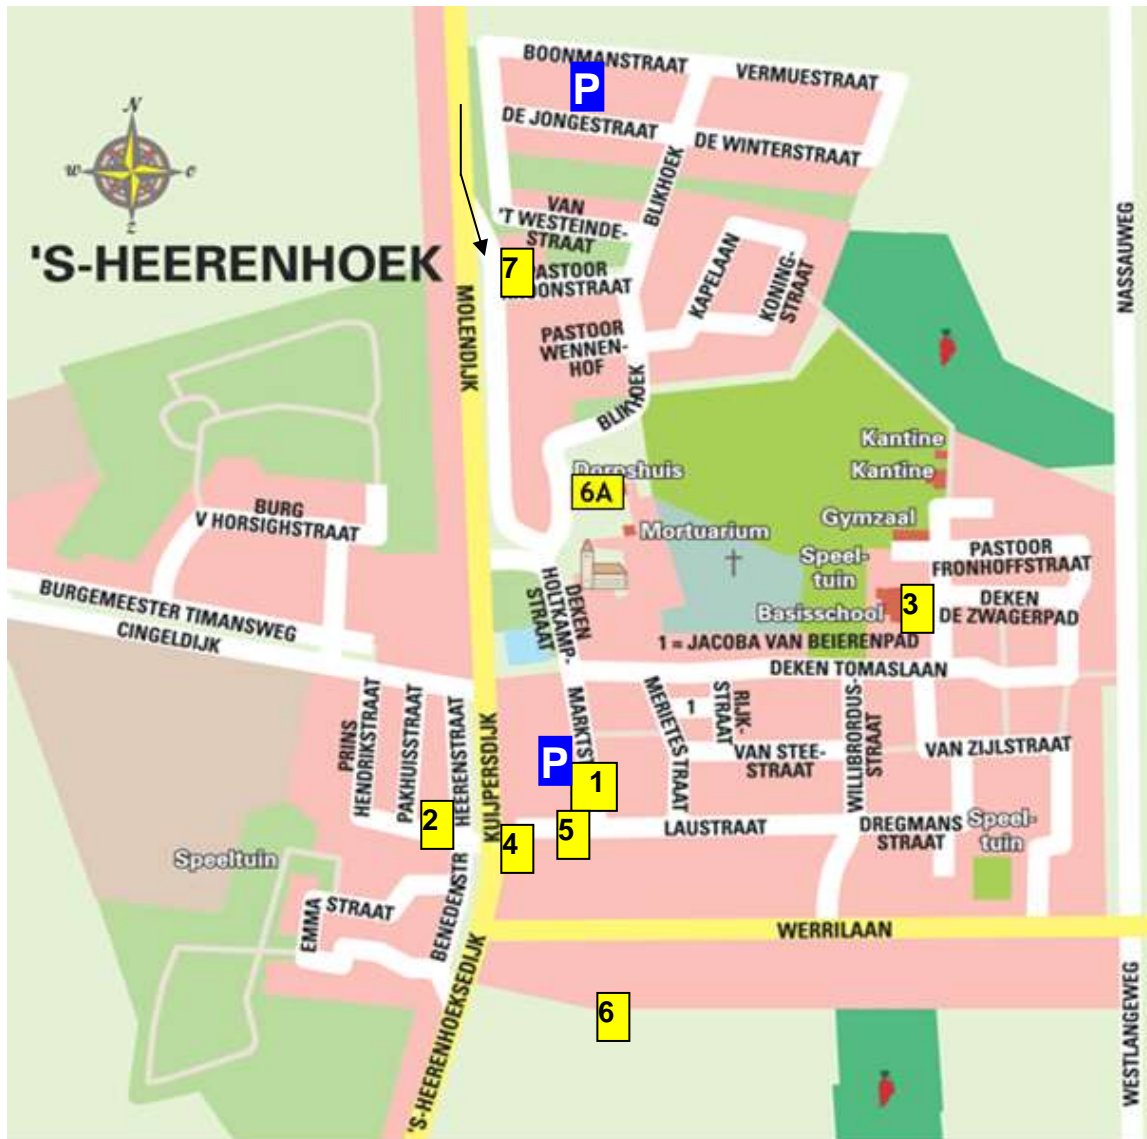 BOONMANSTRAAT
VERMUESTRAAT
P
DE JONGESTRAAT
DE WINTERSTRAAT
N
w
o
z
'S-HEERENHOEK
BLIKHOEK
NASSAUWEG
VAN
'T WESTEINDE-
STRAAT
7
PASTOOR
STRAAT
KAPELAAN
KONING-
STRAAT
MOLENDIJK
PASTOOR
WENNEN-
HOF
BLIKHOEK
Kantine
Kantine
Dorpshuis
6A
BURG
V HORSIGHSTRAAT
Mortuarium
Gymzaal
Speel-
tuin
PASTOOR
FRONHOFFSTRAAT
DEKEN
HOLTKAMP-
STRAAT
BURGEMEESTER TIMANSWEG
CINGELDIJK
Basisschool
3
DEKEN
DE ZWAGERPAD
1 = JACOBA VAN BEIERENPAD
DEKEN TOMASLAAN
PRINS
HENDRIKSTRAAT
PAKHUISSTRAAT
HEERENSTRAAT
KUIJPERSDIJK
MARKTS
MERIETESTRAAT
1
RIJK-
STRAAT
VAN STEE-
STRAAT
WILLIBRORDUS-
STRAAT
VAN ZIJLSTRAAT
P
1
2
4
5
LAUSTRAAT
DREGMANS
STRAAT
Speel-
tuin
Speeltuin
EMMA
STRAAT
BENEDENSTR
WERRILAAN
6
'S-HEERENHOEKSEDIJK
WESTLANGEWEG